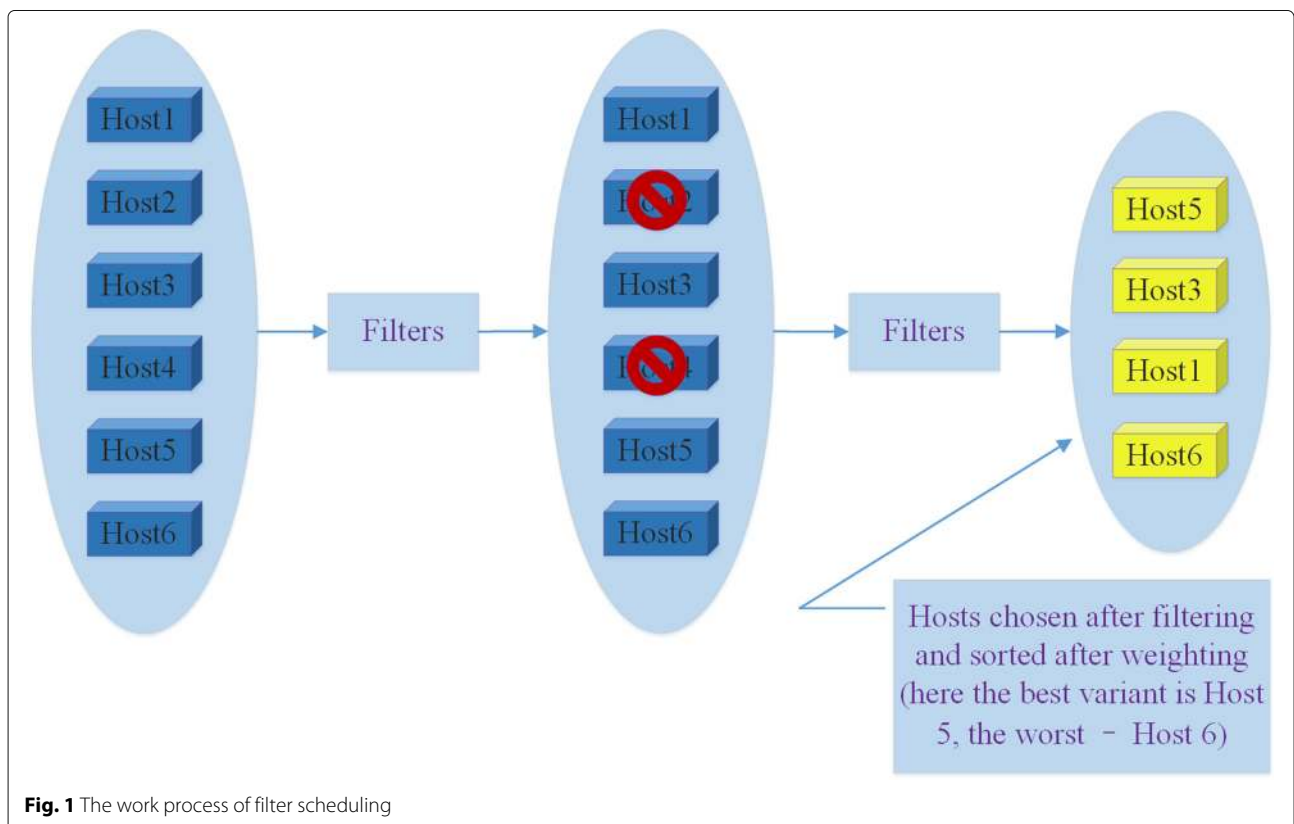 Host1
Host2
Host3
Host4
Host5
Host6
Filters
Host1
Host2
Host3
Host4
Host5
Host6
Filters
Host5
Host3
Host1
Host6
Hosts chosen after filtering
and sorted after weighting
(here the best variant is Host
5, the worst - Host 6)
Fig. 1 The work process of filter scheduling